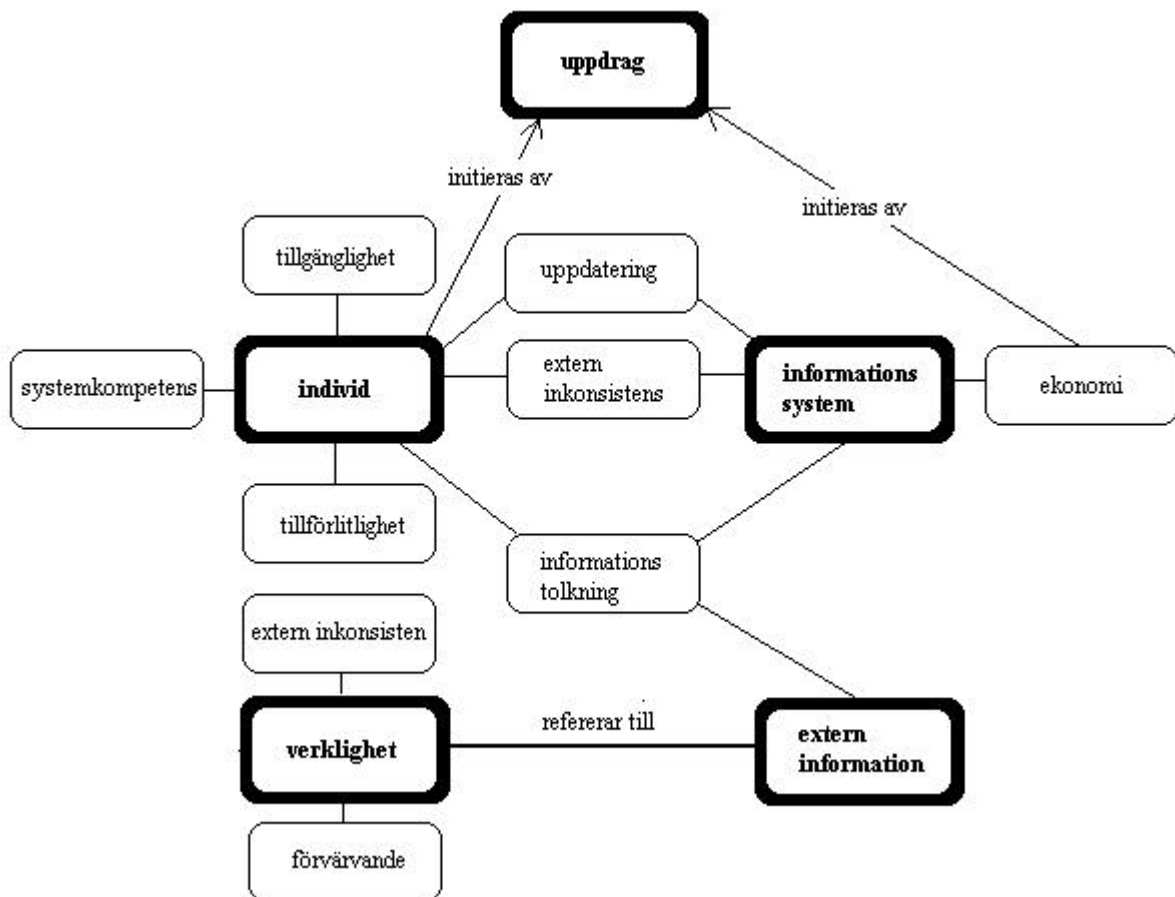 uppdrag
initieras av
initieras av
tillgänglighet
uppdatering
systemkompetens
individ
extern
inkonsistens
informations
system
ekonomi
tillförlitlighet
informations
tolkning
extern inkonsisten
refererar till
verklighet
extern
information
förvärvande